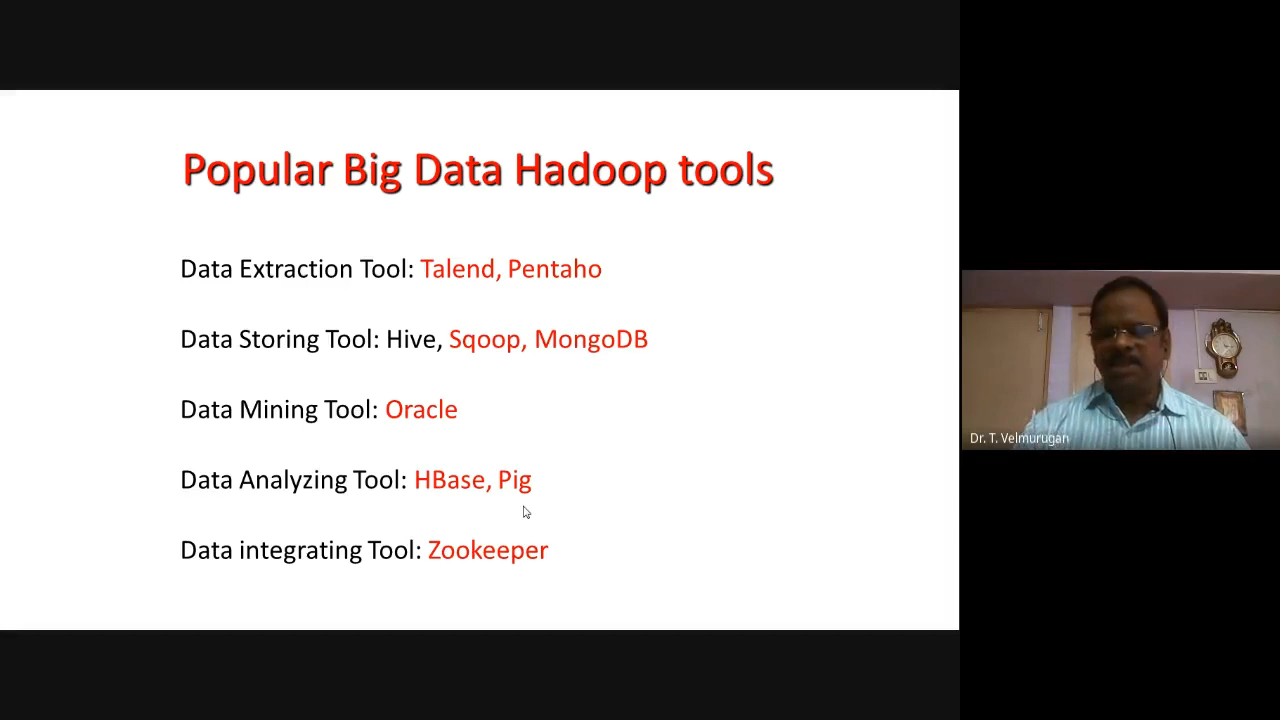 Popular Big Data Hadoop tools
Data Extraction Tool: Talend, Pentaho
Data Storing Tool: Hive, Sqoop, MongoDB
Data Mining Tool: Oracle
Data Analyzing Tool: HBase, Pig
Data integrating Tool: Zookeeper
Dr. T. Velmurugan